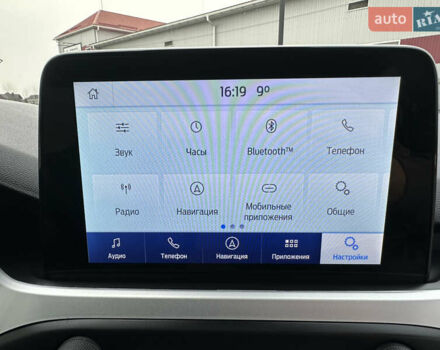 auto RIA
16:19 9°
Звук Часы Bluetooth™ Телефон
Радио Навигация Мобильные приложения Общие
Аудио Телефон Навигация Приложения Настройки